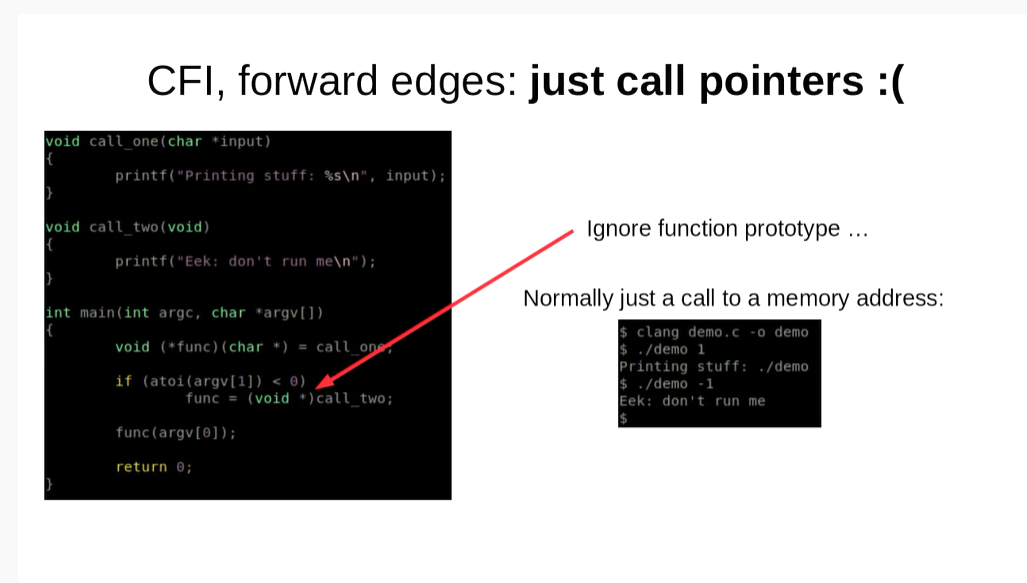 CFI, forward edges: just call pointers :(
void call_one(char *input)
{
        printf("Printing stuff: %s\n", input);
}

void call_two(void)
{
        printf("Eek: don't run me\n");
}

int main(int argc, char *argv[])
{
        void (*func)(char *) = call_one;

        if (atoi(argv[1]) < 0)
                func = (void *)call_two;

        func(argv[0]);

        return 0;
}
Ignore function prototype …
Normally just a call to a memory address:
$ clang demo.c -o demo
$ ./demo 1
Printing stuff: ./demo
$ ./demo -1
Eek: don't run me
$